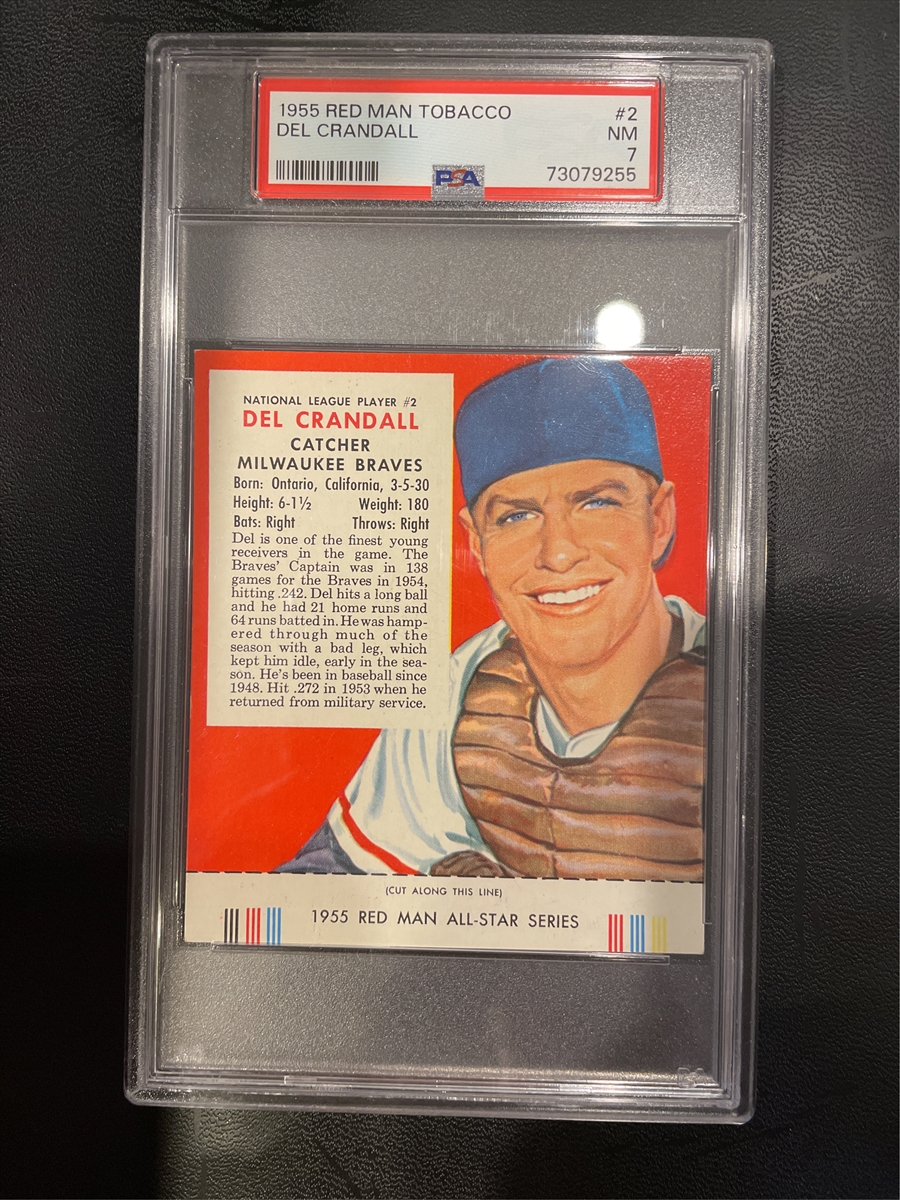 1955 RED MAN TOBACCO #2
DEL CRANDALL NM
7
PSA 73079255
NATIONAL LEAGUE PLAYER #2
DEL CRANDALL
CATCHER
MILWAUKEE BRAVES
Born: Ontario, California, 3-5-30
Height: 6-1½ Weight: 180
Bats: Right Throws: Right
Del is one of the finest young
receivers in the game. The
Braves' Captain was in 138
games for the Braves in 1954,
hitting .242. Del hits a long ball
and he had 21 home runs and
64 runs batted in. He was hamp-
ered through much of the
season with a bad leg, which
kept him idle, early in the sea-
son. He's been in baseball since
1948. Hit .272 in 1953 when he
returned from military service.
(CUT ALONG THIS LINE)
1955 RED MAN ALL-STAR SERIES